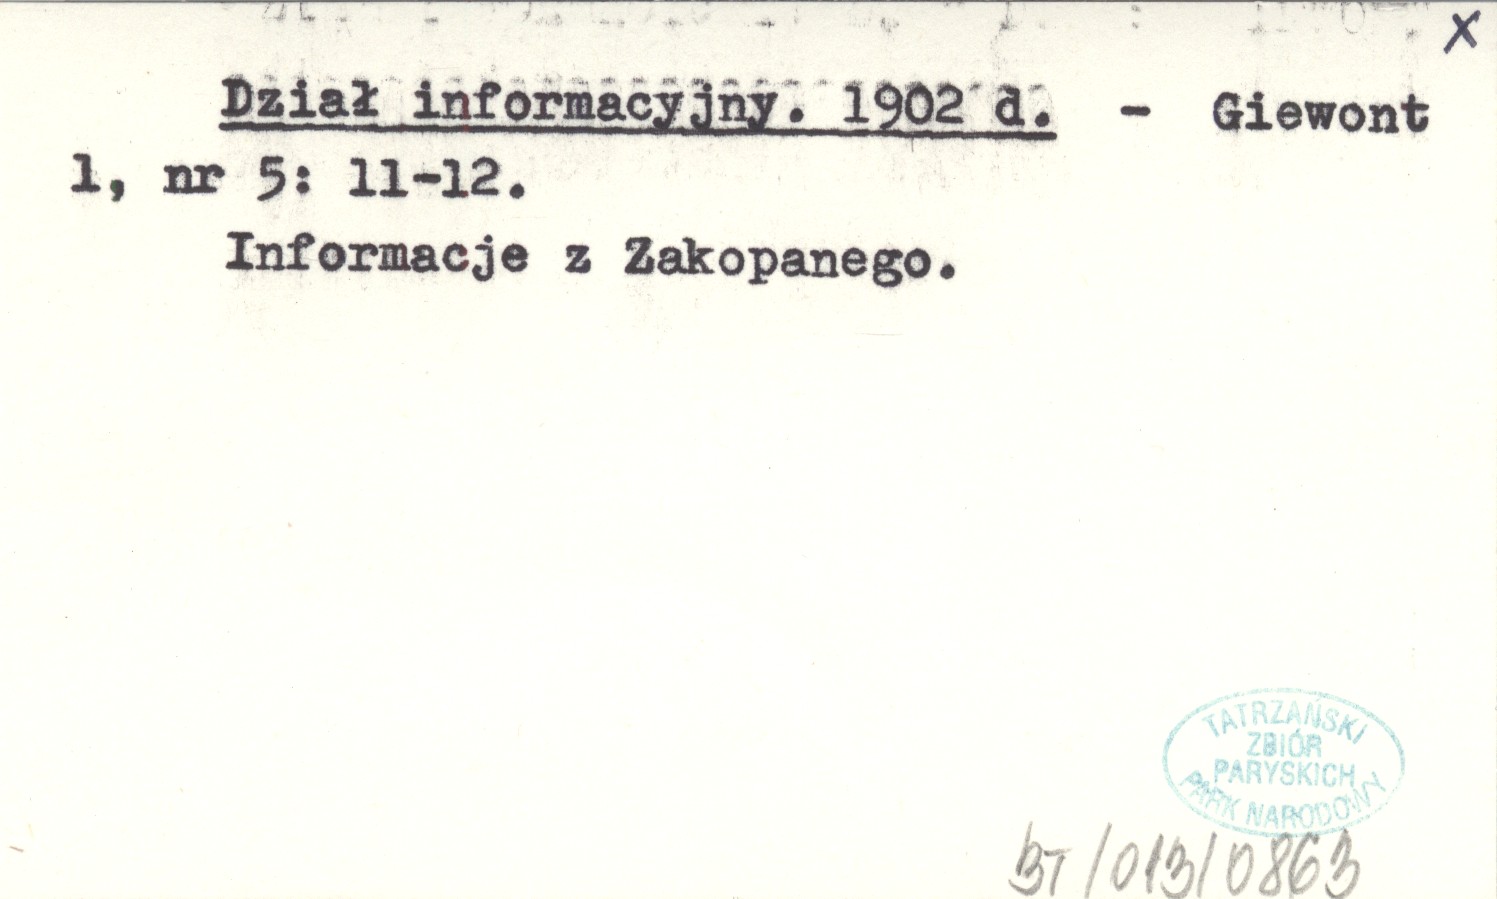 X
Dział informacyjny. 1902 d. - Giewont
1, nr 5: 11-12.
Informacje z Zakopanego.
TATRZAŃSKI
ZBIÓR
PARYSKICH
PARK NARODOWY
BT/013/0863